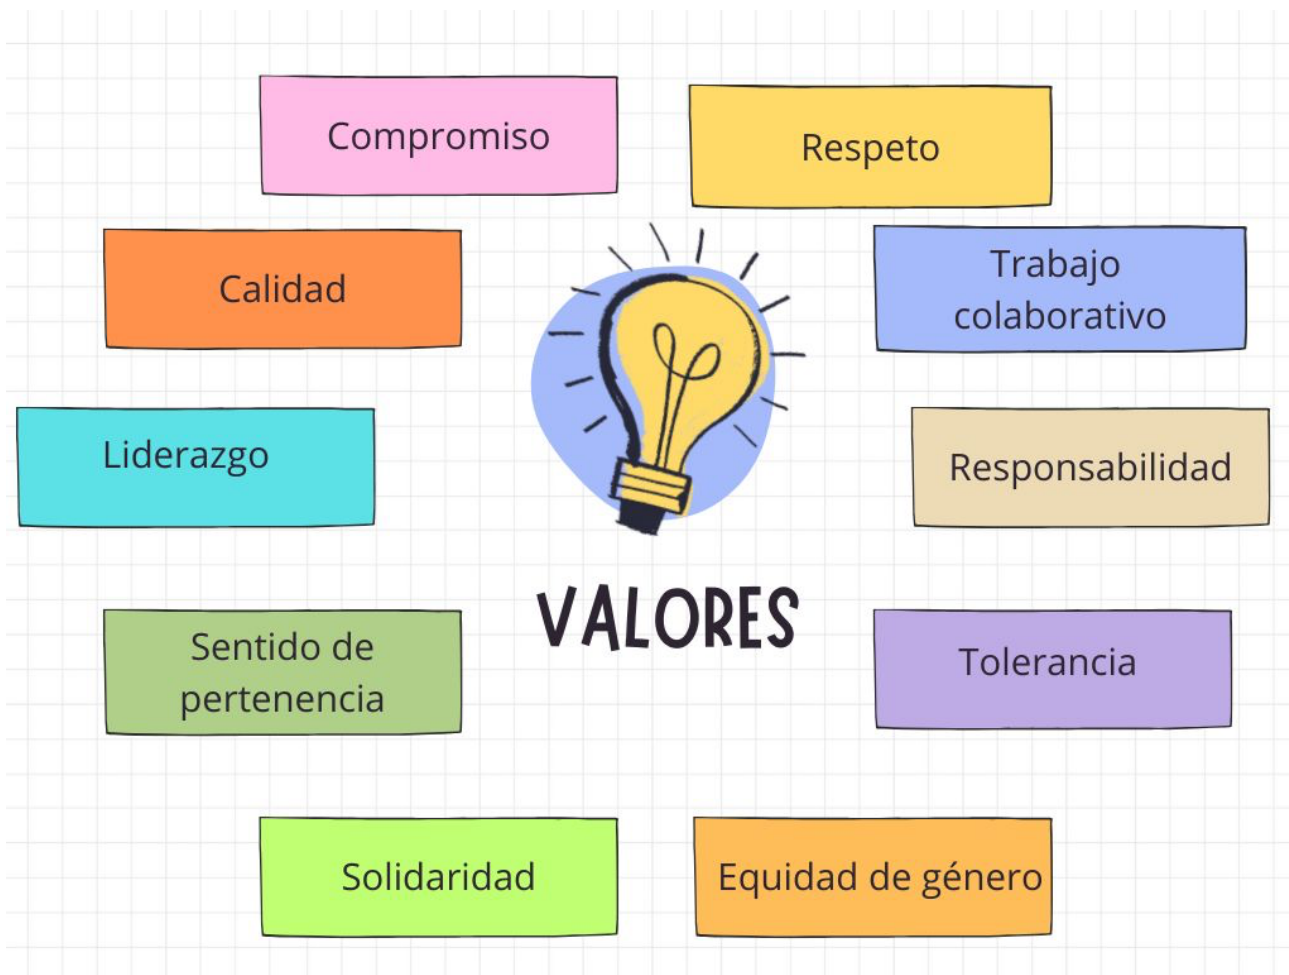 Compromiso
Respeto
Calidad
Trabajo
colaborativo
Liderazgo
Responsabilidad
VALORES
Sentido de
pertenencia
Tolerancia
Solidaridad
Equidad de género